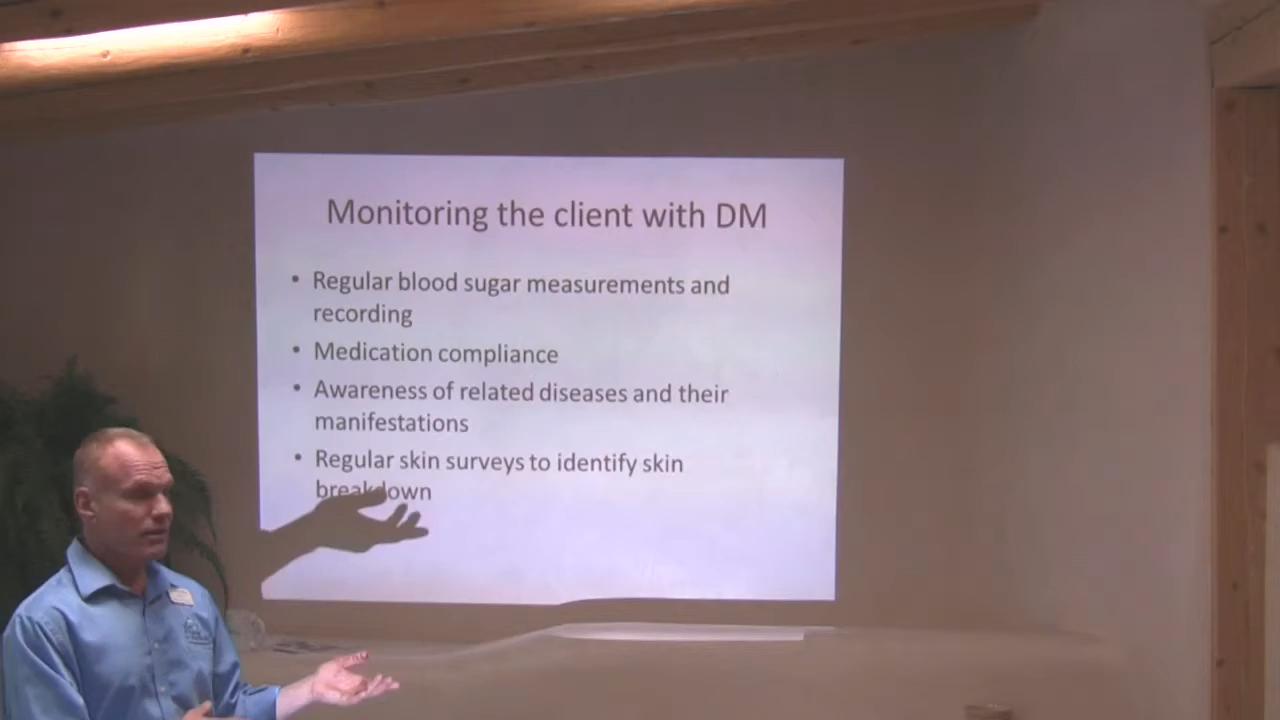 Monitoring the client with DM
• Regular blood sugar measurements and
recording
• Medication compliance
• Awareness of related diseases and their
manifestations
• Regular skin surveys to identify skin
breakdown